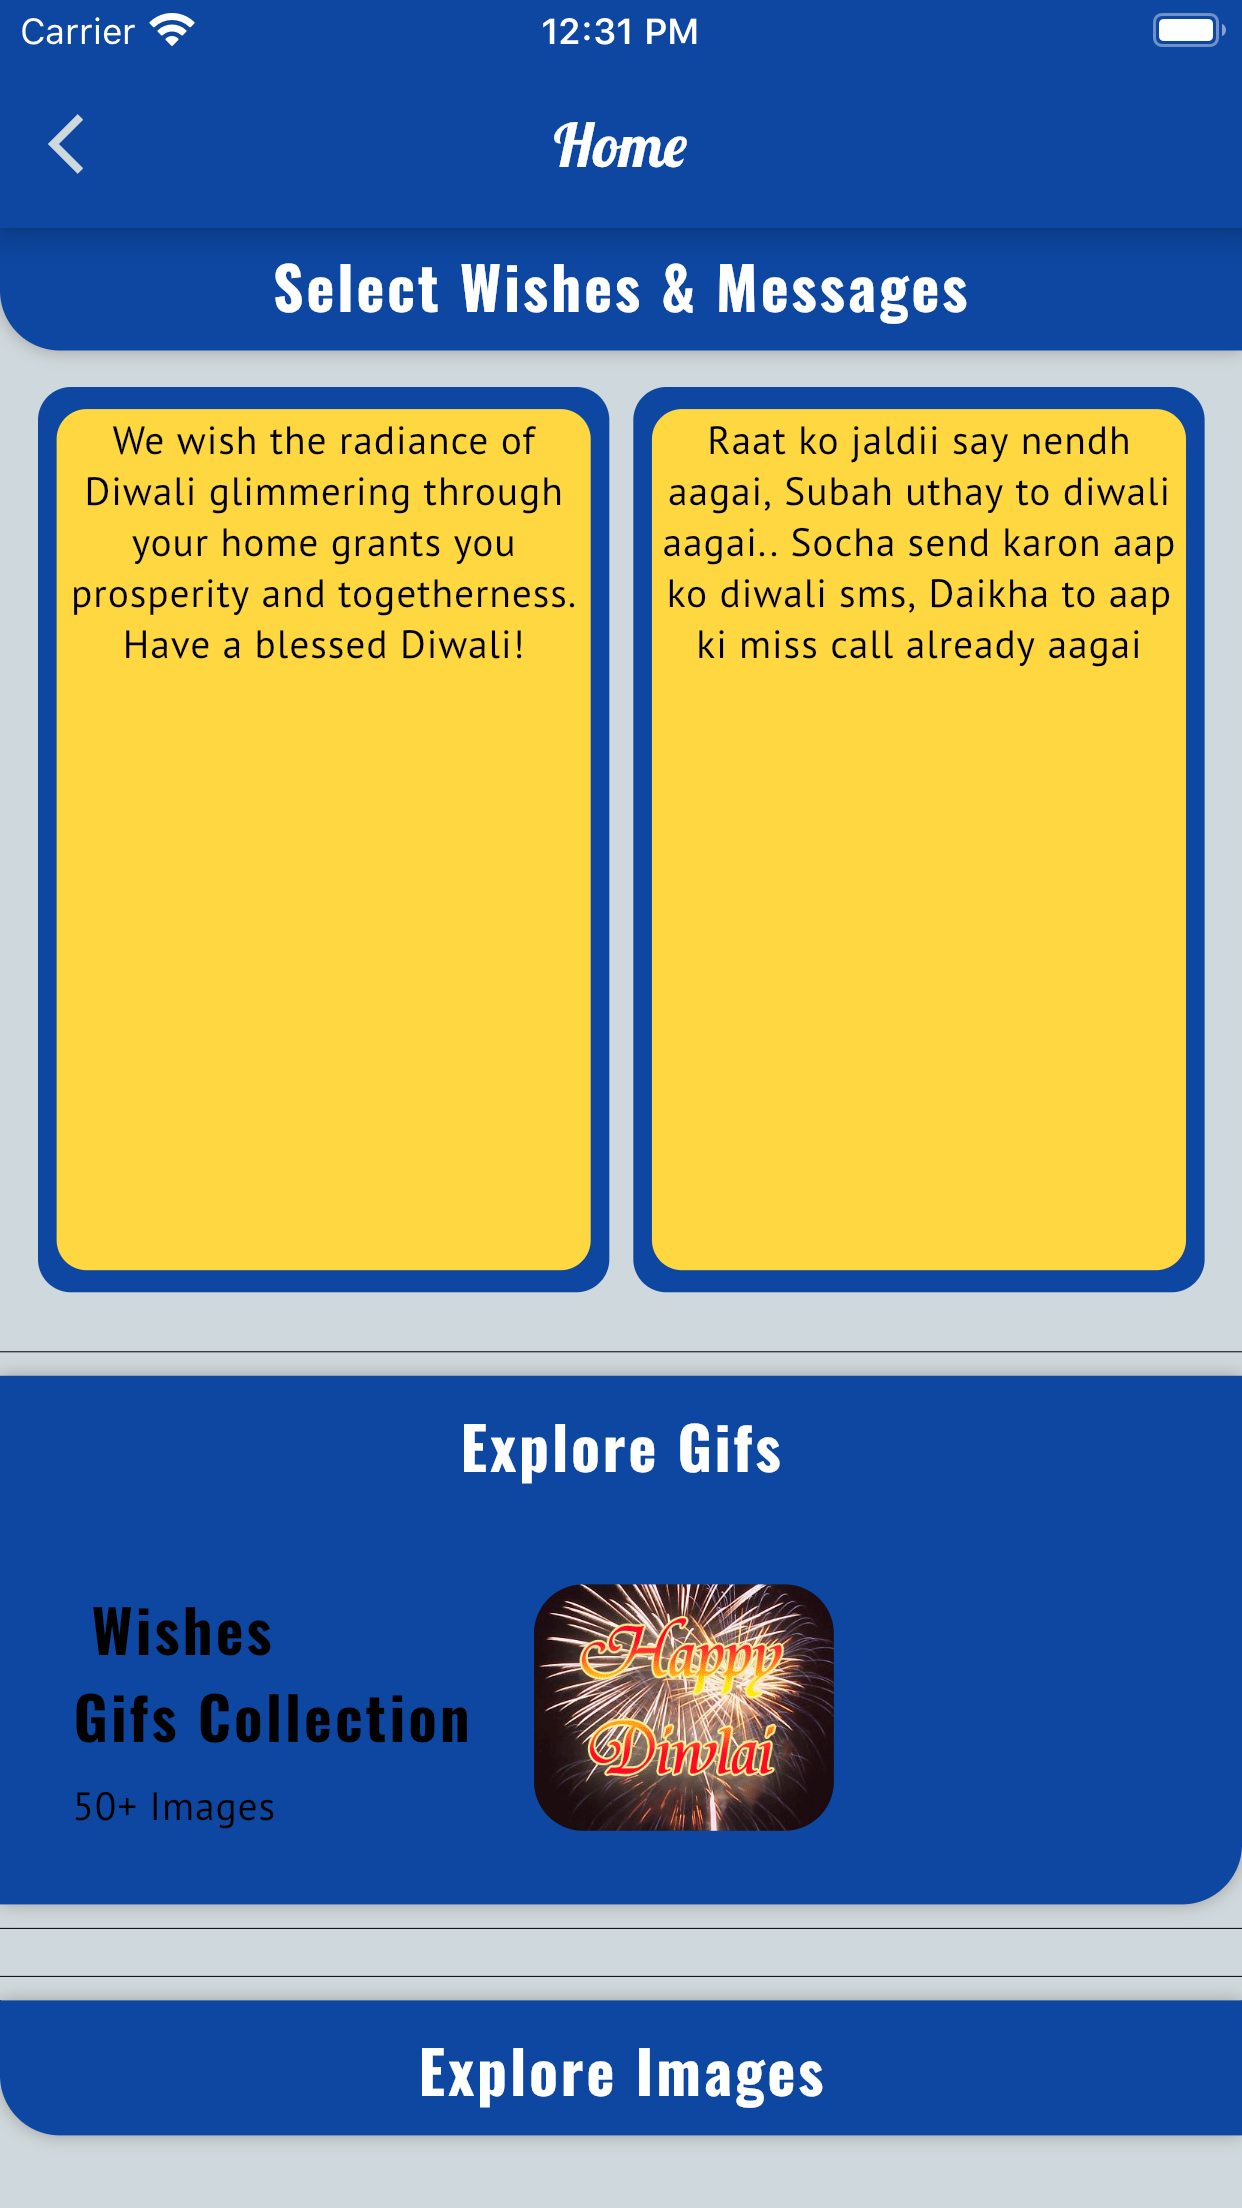 Carrier
12:31 PM
Home
Select Wishes & Messages
We wish the radiance of
Diwali glimmering through
your home grants you
prosperity and togetherness.
Have a blessed Diwali!
Raat ko jaldii say nendh
aagai, Subah uthay to diwali
aagai.. Socha send karon aap
ko diwali sms, Daikha to aap
ki miss call already aagai
Explore Gifs
Wishes
Gifs Collection
50+ Images
Happy
Diwlai
Explore Images